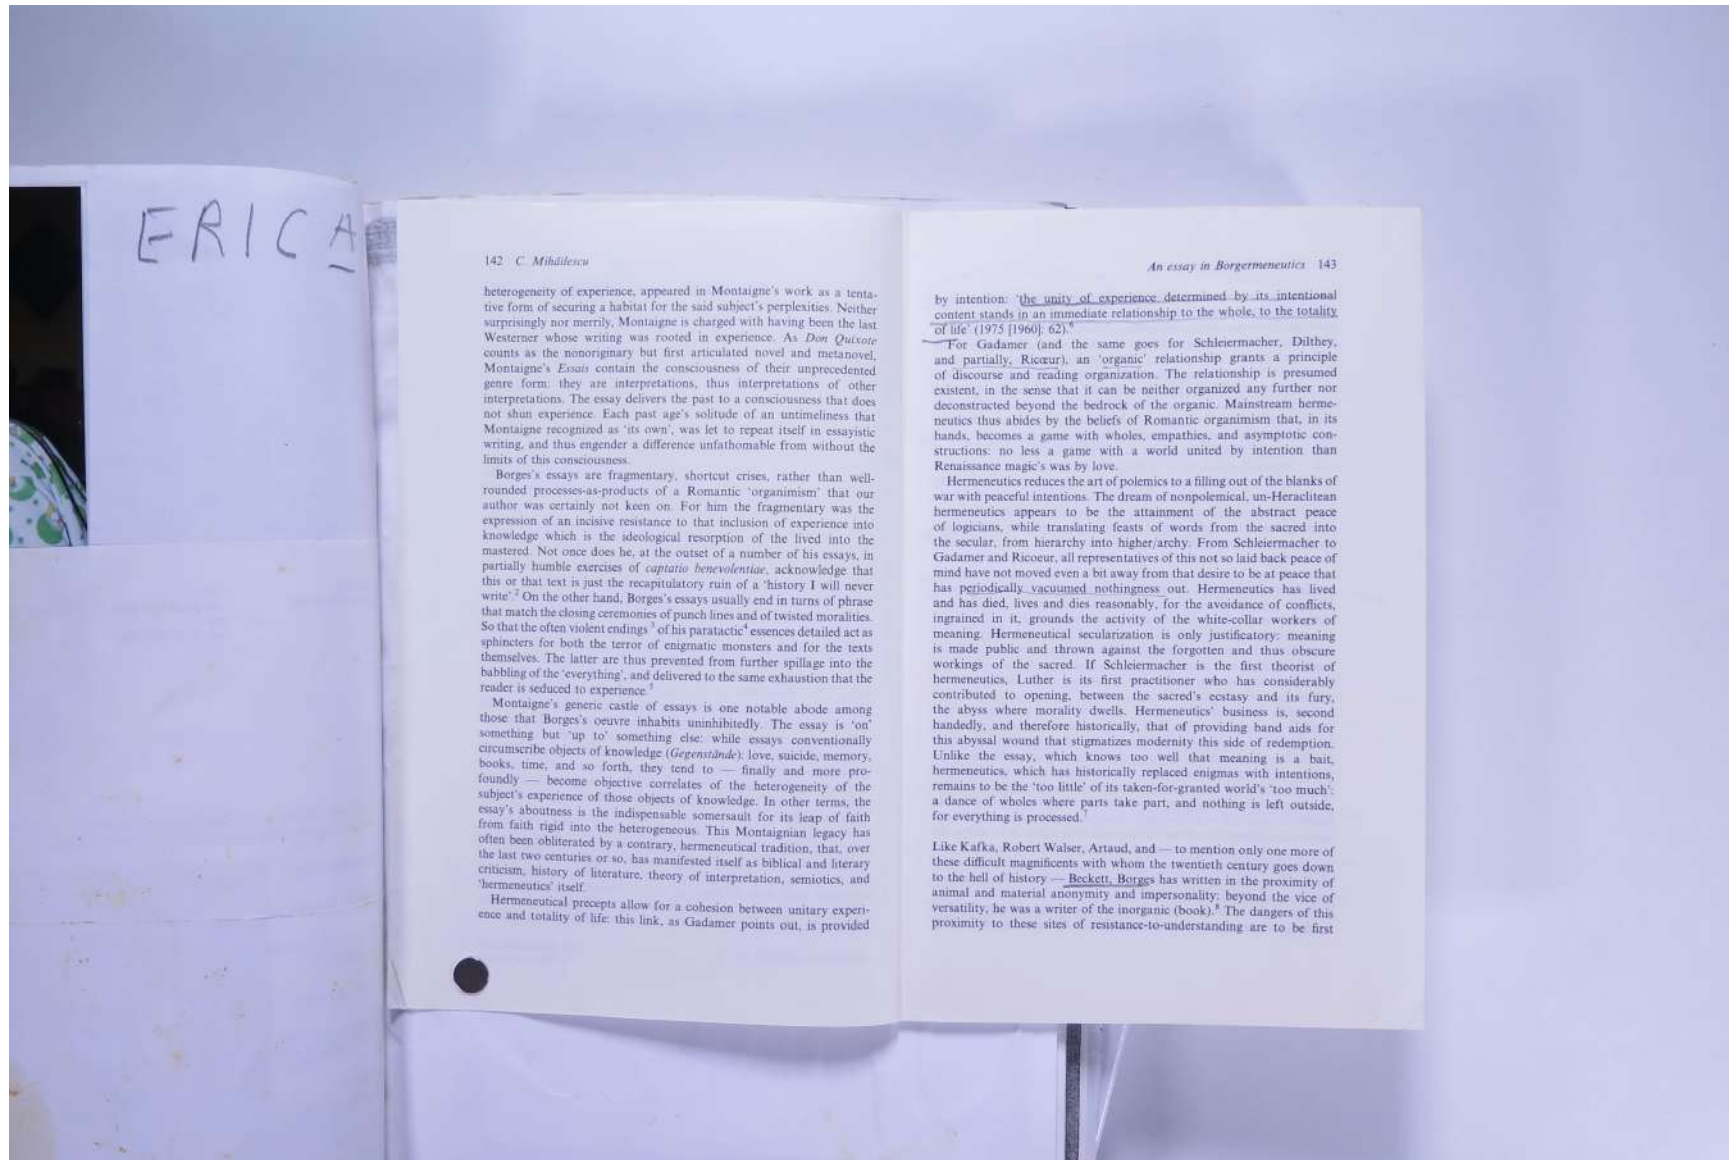 ERICA
142 C. Mihăilescu
heterogeneity of experience, appeared in Montaigne's work as a tenta-
tive form of securing a habitat for the said subject's perplexities. Neither
surprisingly nor merrily, Montaigne is charged with having been the last
Westerner whose writing was rooted in experience. As Don Quixote
counts as the nonoriginary but first articulated novel and metanovel,
Montaigne's Essais contain the consciousness of their unprecedented
genre form: they are interpretations, thus interpretations of other
interpretations. The essay delivers the past to a consciousness that does
not shun experience. Each past age's solitude of an untimeliness that
Montaigne recognized as 'its own', was let to repeat itself in essayistic
writing, and thus engender a difference unfathomable from without the
limits of this consciousness.
Borges's essays are fragmentary, shortcut crises, rather than well-
rounded processes-as-products of a Romantic 'organimism' that our
author was certainly not keen on. For him the fragmentary was the
expression of an incisive resistance to that inclusion of experience into
knowledge which is the ideological resorption of the lived into the
mastered. Not once does he, at the outset of a number of his essays, in
partially humble exercises of captatio benevolentiae, acknowledge that
this or that text is just the recapitulatory ruin of a 'history I will never
write'.² On the other hand, Borges's essays usually end in turns of phrase
that match the closing ceremonies of punch lines and of twisted moralities.
So that the often violent endings³ of his paratactic⁴ essences detailed act as
sphincters for both the terror of enigmatic monsters and for the texts
themselves. The latter are thus prevented from further spillage into the
babbling of the 'everything', and delivered to the same exhaustion that the
reader is seduced to experience.⁵
Montaigne's generic castle of essays is one notable abode among
those that Borges's oeuvre inhabits uninhibitedly. The essay is 'on'
something but 'up to' something else: while essays conventionally
circumscribe objects of knowledge (Gegenstände): love, suicide, memory,
books, time, and so forth, they tend to — finally and more pro-
foundly — become objective correlates of the heterogeneity of the
subject's experience of those objects of knowledge. In other terms, the
essay's aboutness is the indispensable somersault for its leap of faith
from faith rigid into the heterogeneous. This Montaignian legacy has
often been obliterated by a contrary, hermeneutical tradition, that, over
the last two centuries or so, has manifested itself as biblical and literary
criticism, history of literature, theory of interpretation, semiotics, and
'hermeneutics' itself.
Hermeneutical precepts allow for a cohesion between unitary experi-
ence and totality of life: this link, as Gadamer points out, is provided
An essay in Borgermeneutics 143
by intention: 'the unity of experience determined by its intentional
content stands in an immediate relationship to the whole, to the totality
of life' (1975 [1960]: 62).⁶
For Gadamer (and the same goes for Schleiermacher, Dilthey,
and partially, Ricœur), an 'organic' relationship grants a principle
of discourse and reading organization. The relationship is presumed
existent, in the sense that it can be neither organized any further nor
deconstructed beyond the bedrock of the organic. Mainstream herme-
neutics thus abides by the beliefs of Romantic organimism that, in its
hands, becomes a game with wholes, empathies, and asymptotic con-
structions: no less a game with a world united by intention than
Renaissance magic's was by love.
Hermeneutics reduces the art of polemics to a filling out of the blanks of
war with peaceful intentions. The dream of nonpolemical, un-Heraclitean
hermeneutics appears to be the attainment of the abstract peace
of logicians, while translating feasts of words from the sacred into
the secular, from hierarchy into higher/archy. From Schleiermacher to
Gadamer and Ricoeur, all representatives of this not so laid back peace of
mind have not moved even a bit away from that desire to be at peace that
has periodically vacuumed nothingness out. Hermeneutics has lived
and has died, lives and dies reasonably, for the avoidance of conflicts,
ingrained in it, grounds the activity of the white-collar workers of
meaning. Hermeneutical secularization is only justificatory: meaning
is made public and thrown against the forgotten and thus obscure
workings of the sacred. If Schleiermacher is the first theorist of
hermeneutics, Luther is its first practitioner who has considerably
contributed to opening, between the sacred's ecstasy and its fury,
the abyss where morality dwells. Hermeneutics' business is, second
handedly, and therefore historically, that of providing band aids for
this abyssal wound that stigmatizes modernity this side of redemption.
Unlike the essay, which knows too well that meaning is a bait,
hermeneutics, which has historically replaced enigmas with intentions,
remains to be the 'too little' of its taken-for-granted world's 'too much':
a dance of wholes where parts take part, and nothing is left outside,
for everything is processed.⁷
Like Kafka, Robert Walser, Artaud, and — to mention only one more of
these difficult magnificents with whom the twentieth century goes down
to the hell of history — Beckett, Borges has written in the proximity of
animal and material anonymity and impersonality; beyond the vice of
versatility, he was a writer of the inorganic (book).⁸ The dangers of this
proximity to these sites of resistance-to-understanding are to be first